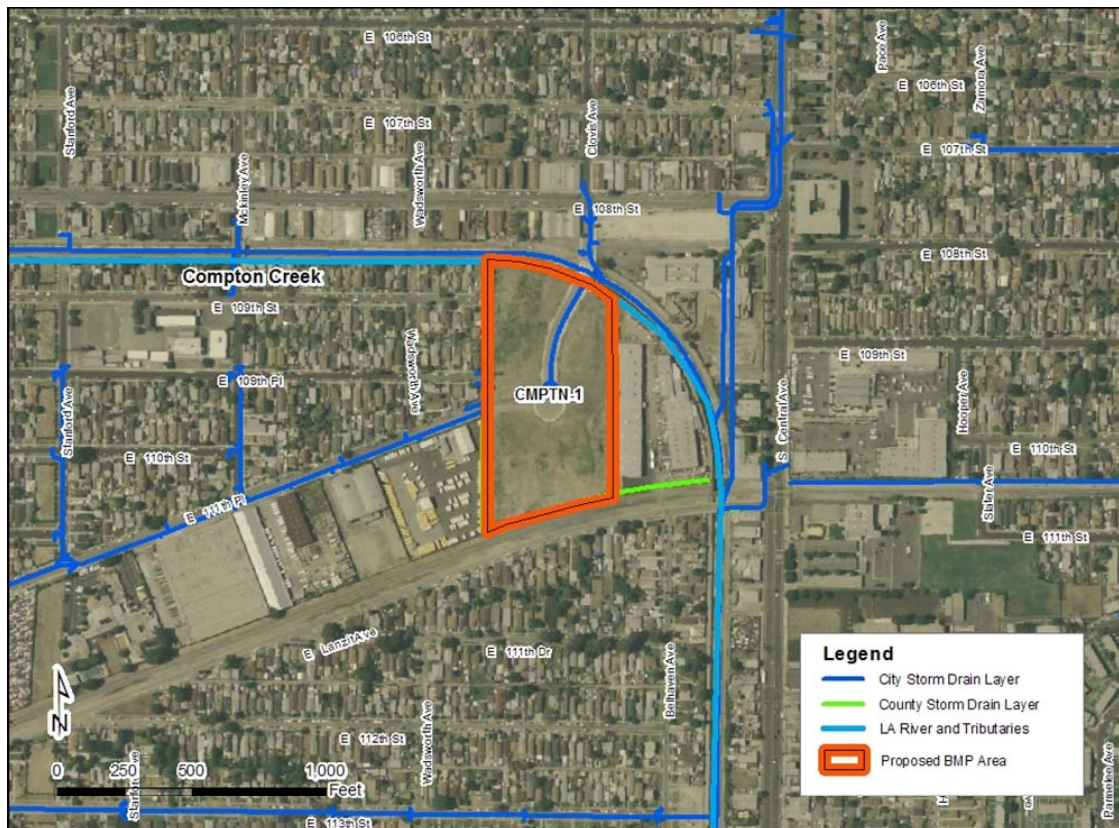 E 106th St
Pace Ave
E 106th St
Zamora Ave
Stanford Ave
E 107th St
Clovis Ave
Mckinley Ave
Wadsworth Ave
E 107th St
E 108th St
E 108th St
Compton Creek
E 109th St
Wadsworth Ave
E 109th St
E 109th Pl
CMPTN-1
Stanford Ave
S. Central Ave
Hooper Ave
E 110th St
E 110th St
E 111th Pl
Slater Ave
E 111th St
E Lanzit Ave
E 111th Dr
Belhaven Ave
Legend
City Storm Drain Layer
County Storm Drain Layer
LA River and Tributaries
Proposed BMP Area
N
Wadsworth Ave
E 112th St
0 250 500 1,000
Feet
Parmelee Ave
E 113th St